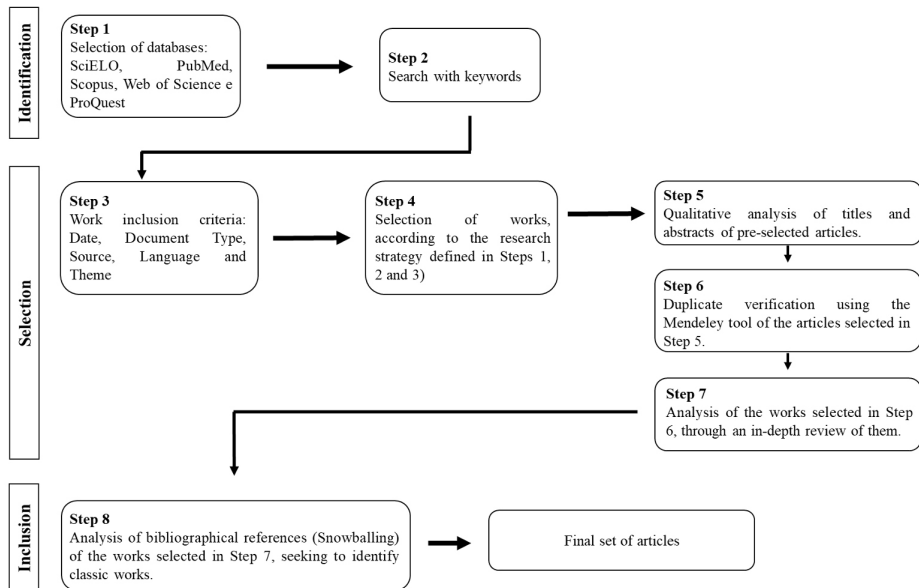 Identification
Step 1
Selection of databases:
SciELO, PubMed,
Scopus, Web of Science e
ProQuest
Step 2
Search with keywords
Selection
Step 3
Work inclusion criteria:
Date, Document Type,
Source, Language and
Theme
Step 4
Selection of works,
according to the research
strategy defined in Steps 1,
2 and 3)
Step 5
Qualitative analysis of titles and
abstracts of pre-selected articles.
Step 6
Duplicate verification using the
Mendeley tool of the articles selected in
Step 5.
Step 7
Analysis of the works selected in Step
6, through an in-depth review of them.
Inclusion
Step 8
Analysis of bibliographical references (Snowballing)
of the works selected in Step 7, seeking to identify
classic works.
Final set of articles